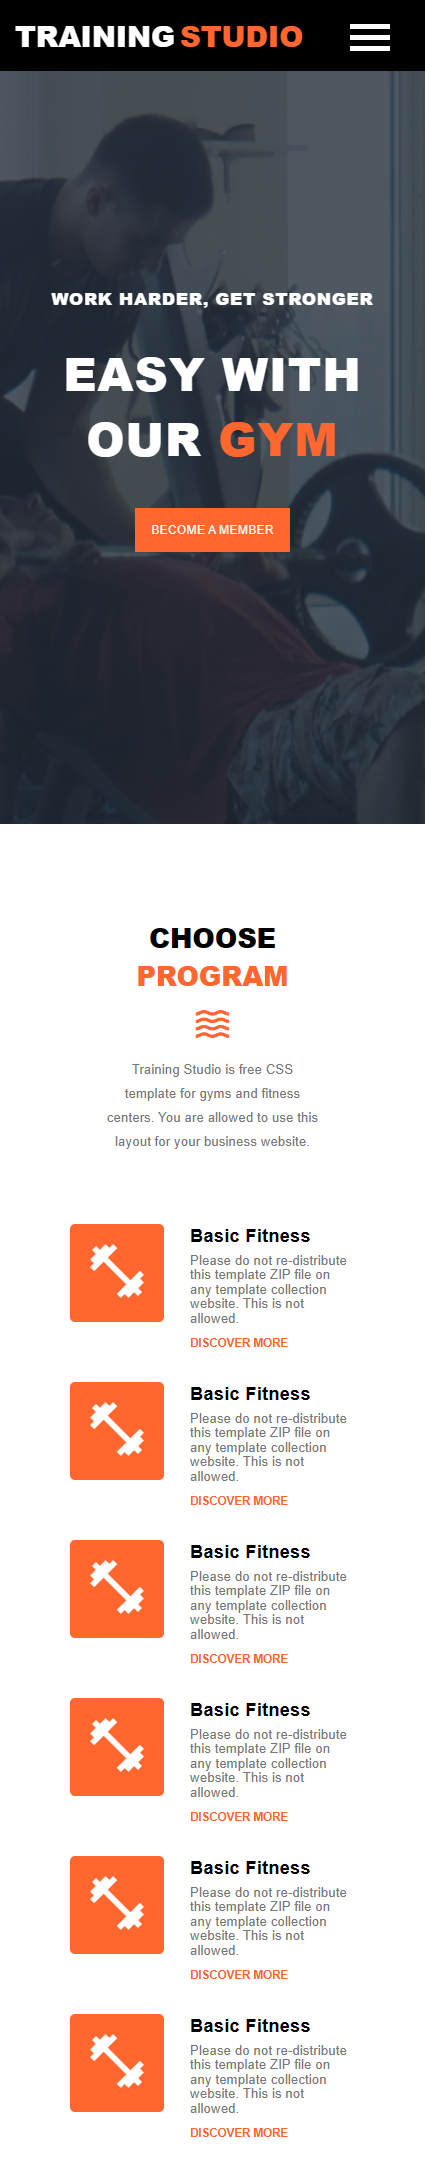 TRAINING STUDIO
WORK HARDER, GET STRONGER
EASY WITH
OUR GYM
BECOME A MEMBER
CHOOSE
PROGRAM
Training Studio is free CSS
template for gyms and fitness
centers. You are allowed to use this
layout for your business website.
Basic Fitness
Please do not re-distribute
this template ZIP file on
any template collection
website. This is not
allowed.
DISCOVER MORE
Basic Fitness
Please do not re-distribute
this template ZIP file on
any template collection
website. This is not
allowed.
DISCOVER MORE
Basic Fitness
Please do not re-distribute
this template ZIP file on
any template collection
website. This is not
allowed.
DISCOVER MORE
Basic Fitness
Please do not re-distribute
this template ZIP file on
any template collection
website. This is not
allowed.
DISCOVER MORE
Basic Fitness
Please do not re-distribute
this template ZIP file on
any template collection
website. This is not
allowed.
DISCOVER MORE
Basic Fitness
Please do not re-distribute
this template ZIP file on
any template collection
website. This is not
allowed.
DISCOVER MORE